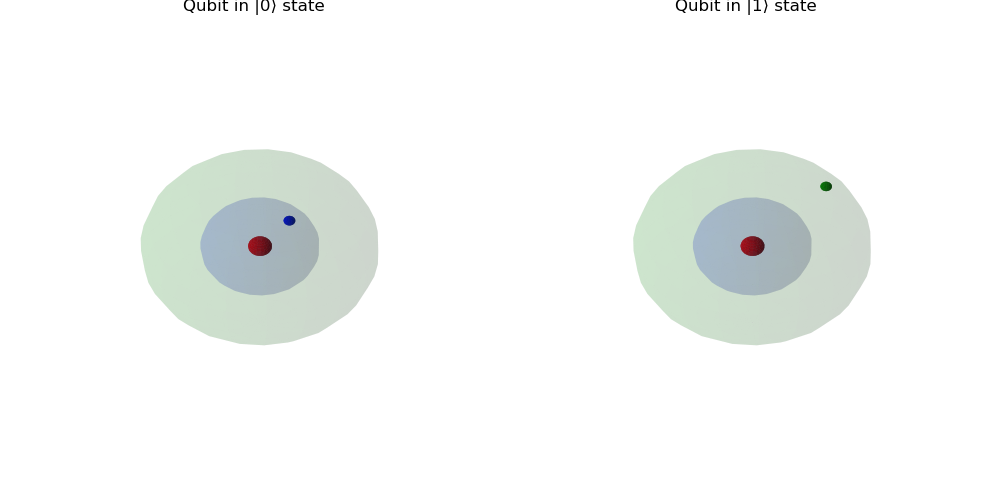 Qubit in |0⟩ state
Qubit in |1⟩ state